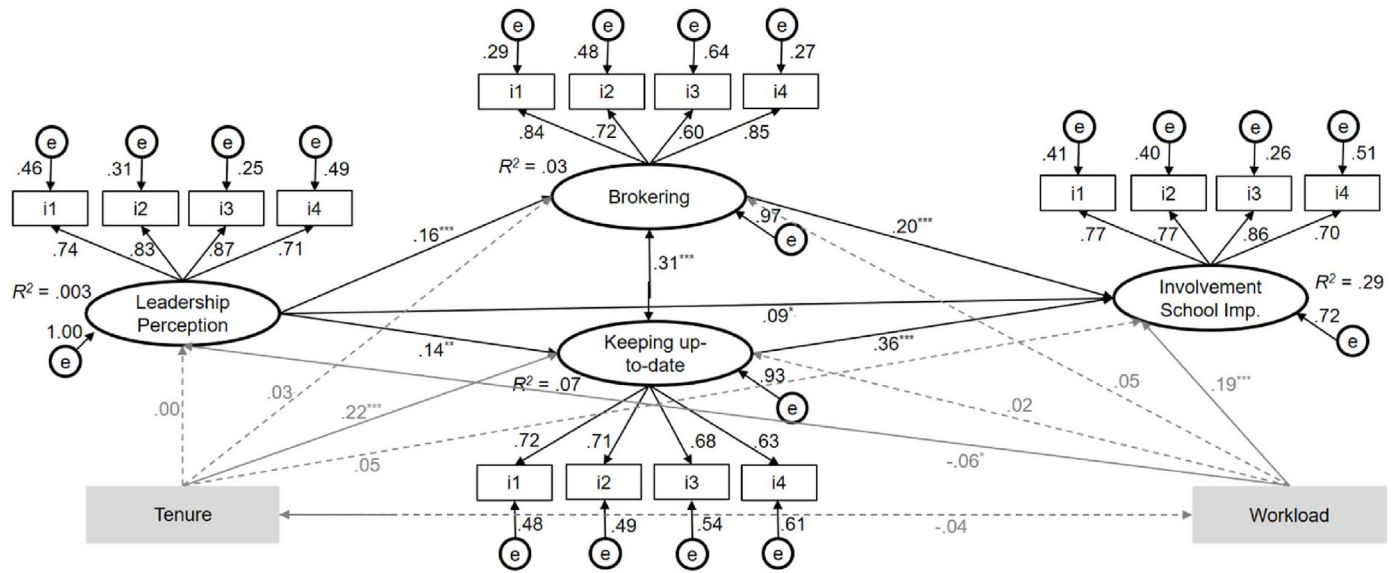 e e e e
.29 .48 .64 .27
i1 i2 i3 i4
.84 .72 .60 .85
e e e e
.46 .31 .25 .49
i1 i2 i3 i4
.74 .83 .87 .71
e e e e
.41 .40 .26 .51
i1 i2 i3 i4
.77 .77 .86 .70
R² = .03
Brokering
.97
e
.16***
.20***
.31***
R² = .003
Leadership
Perception
1.00
e
.09*
Involvement
School Imp.
R² = .29
.72
e
.14**
Keeping up-
to-date
.36***
R² = .07
.93
e
.00
.03
.22***
.05
.05
.02
.19***
-.06*
.72 .71 .68 .63
i1 i2 i3 i4
.48 .49 .54 .61
e e e e
Tenure
-.04
Workload